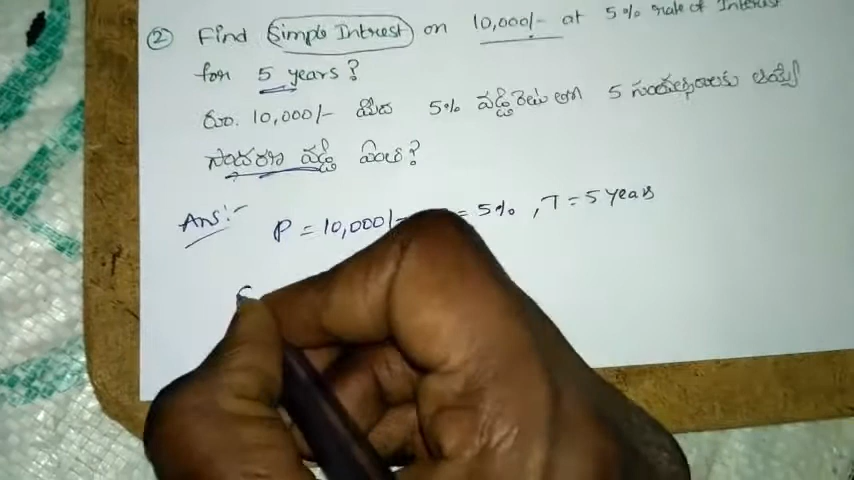 ② Find Simple Intrest on 10,000/- at 5% rate of Interest
for 5 years?
రూ. 10,000/- మీద 5% వడ్డీరేటు తో 5 సంవత్సరాలకు అయ్యే
సాధారణ వడ్డీ ఎంత?
Ans:- P = 10,000/- = 5%, T = 5 years
S